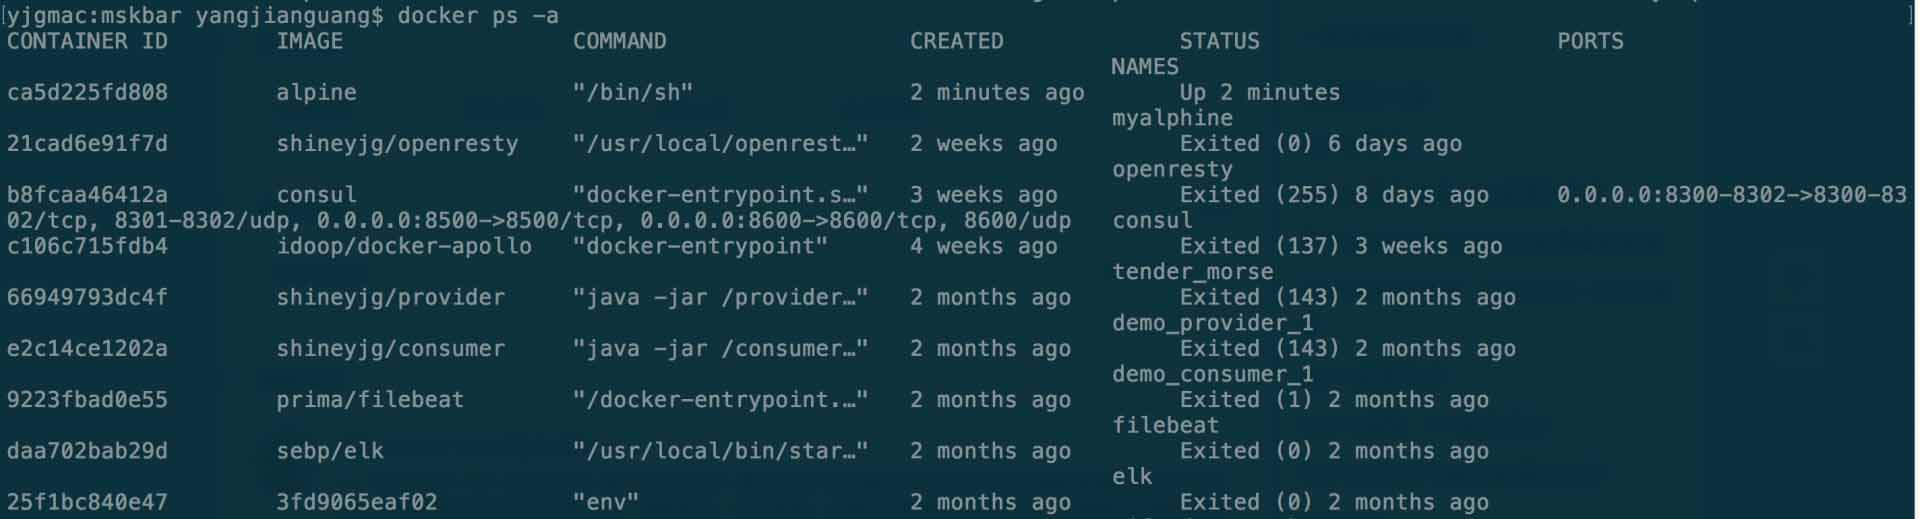 [yjgmac:mskbar yangjianguang$ docker ps -a ]
CONTAINER ID IMAGE COMMAND CREATED STATUS PORTS
NAMES
ca5d225fd808 alpine "/bin/sh" 2 minutes ago Up 2 minutes
myalphine
21cad6e91f7d shineyjg/openresty "/usr/local/openrest…" 2 weeks ago Exited (0) 6 days ago
openresty
b8fcaa46412a consul "docker-entrypoint.s…" 3 weeks ago Exited (255) 8 days ago 0.0.0.0:8300-8302->8300-83
02/tcp, 8301-8302/udp, 0.0.0.0:8500->8500/tcp, 0.0.0.0:8600->8600/tcp, 8600/udp consul
c106c715fdb4 idoop/docker-apollo "docker-entrypoint" 4 weeks ago Exited (137) 3 weeks ago
tender_morse
66949793dc4f shineyjg/provider "java -jar /provider…" 2 months ago Exited (143) 2 months ago
demo_provider_1
e2c14ce1202a shineyjg/consumer "java -jar /consumer…" 2 months ago Exited (143) 2 months ago
demo_consumer_1
9223fbad0e55 prima/filebeat "/docker-entrypoint.…" 2 months ago Exited (1) 2 months ago
filebeat
daa702bab29d sebp/elk "/usr/local/bin/star…" 2 months ago Exited (0) 2 months ago
elk
25f1bc840e47 3fd9065eaf02 "env" 2 months ago Exited (0) 2 months ago